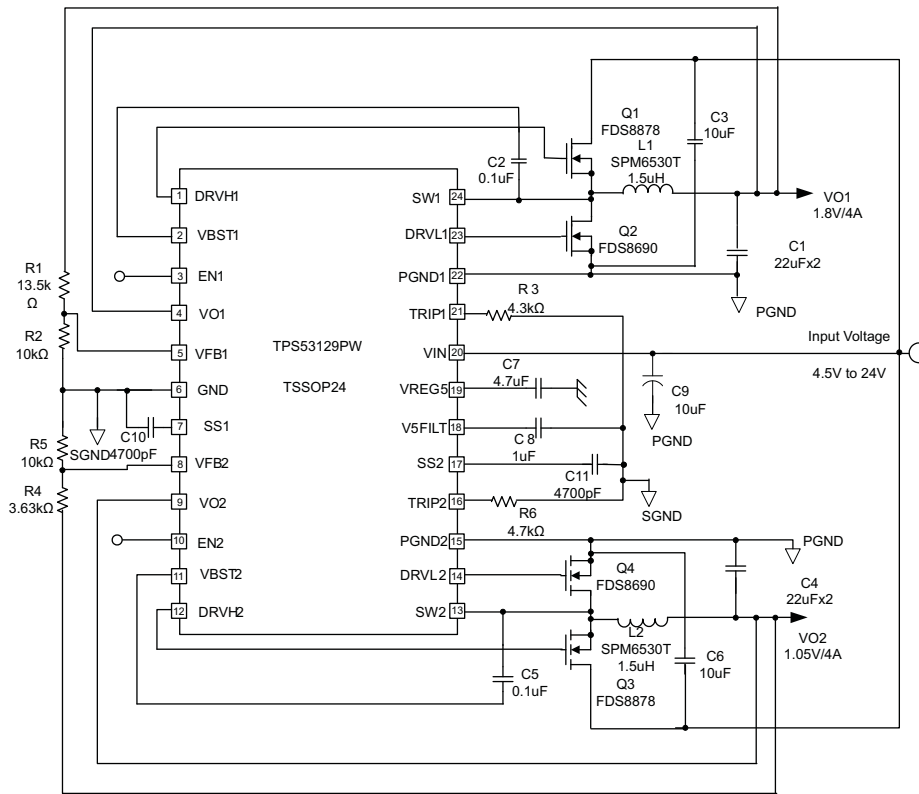 Q1
FDS8878
L1
SPM6530T
1.5uH
C3
10uF
C2
0.1uF
VO1
1.8V/4A
Q2
FDS8690
C1
22uFx2
PGND
R1
13.5k
Ω
R2
10kΩ
R5
10kΩ
R4
3.63kΩ
SGND
C10
4700pF
1 DRVH1
2 VBST1
3 EN1
4 VO1
5 VFB1
6 GND
7 SS1
8 VFB2
9 VO2
10 EN2
11 VBST2
12 DRVH2
TPS53129PW
TSSOP24
SW1 24
DRVL1 23
PGND1 22
TRIP1 21
VIN 20
VREG5 19
V5FILT 18
SS2 17
TRIP2 16
PGND2 15
DRVL2 14
SW2 13
R 3
4.3kΩ
C7
4.7uF
C 8
1uF
C11
4700pF
R6
4.7kΩ
C9
10uF
PGND
SGND
Input Voltage
4.5V to 24V
PGND
Q4
FDS8690
C4
22uFx2
VO2
1.05V/4A
L2
SPM6530T
1.5uH
Q3
FDS8878
C6
10uF
C5
0.1uF